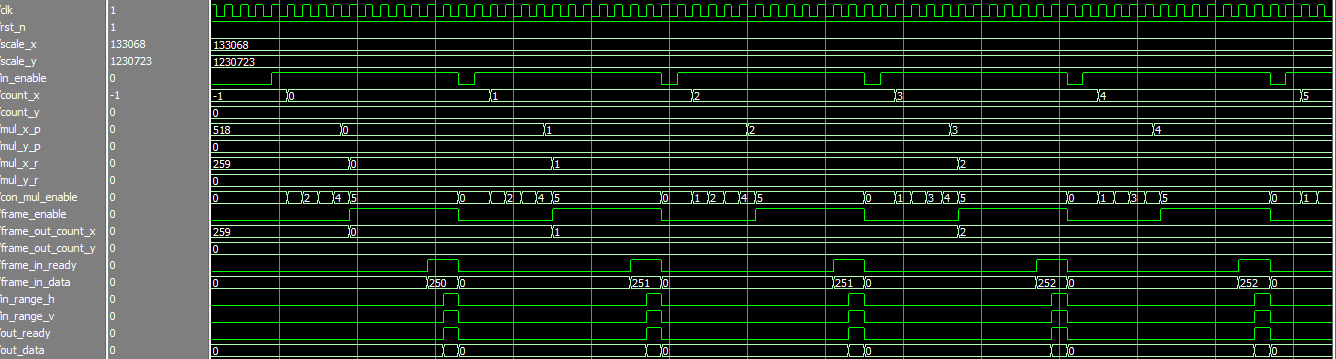 /clk 1
/rst_n 1
/scale_x 133068 133068
/scale_y 1230723 1230723
/in_enable 0
/count_x -1 -1 0 1 2 3 4 5
/count_y 0 0
/mul_x_p 0 518 0 1 2 3 4
/mul_y_p 0 0
/mul_x_r 0 259 0 1 2
/mul_y_r 0 0
/con_mul_enable 0 0 2 4 5 0 2 4 5 0 1 2 4 5 0 1 3 4 5 0 1 3 5 0 1
/frame_enable 0
/frame_out_count_x 0 259 0 1 2
/frame_out_count_y 0 0
/frame_in_ready 0
/frame_in_data 0 0 250 0 251 0 251 0 252 0 252 0
/in_range_h 0
/in_range_v 0
/out_ready 0
/out_data 0 0 0 0 0 0 0